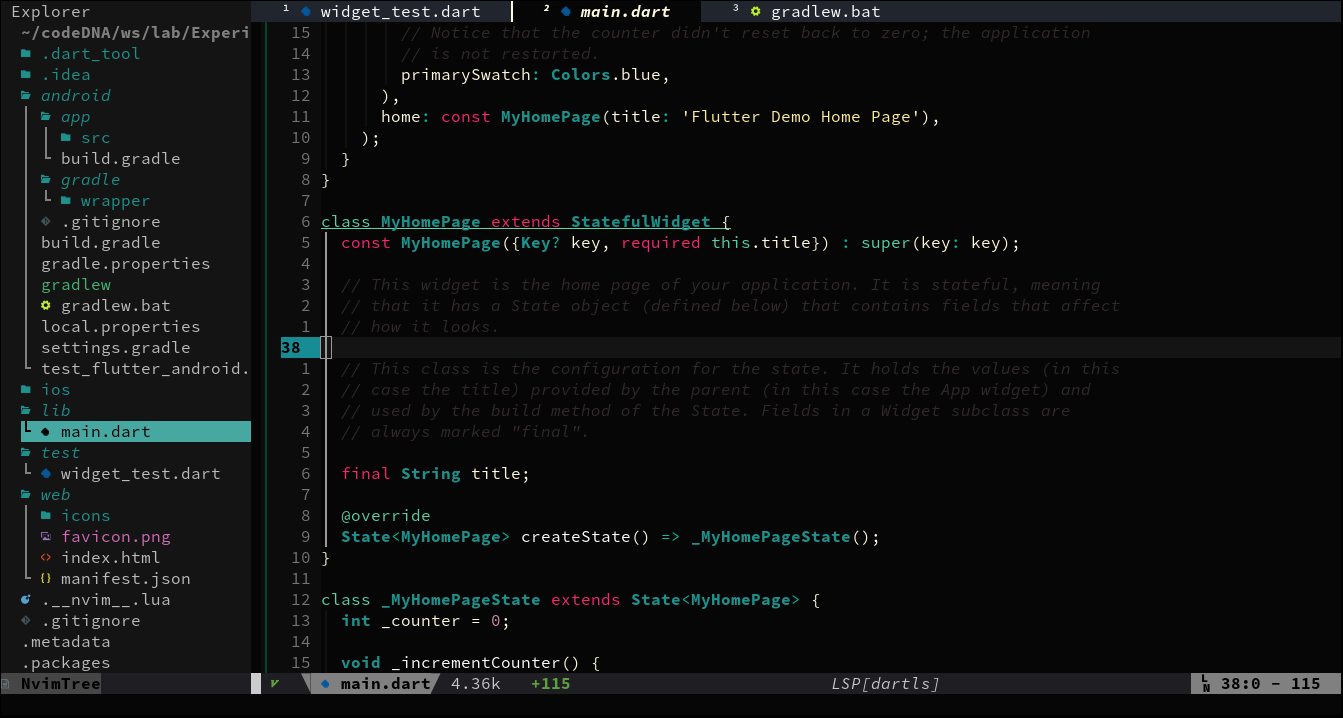 Explorer
~/codeDNA/ws/lab/Experi
.dart_tool
.idea
android
app
src
build.gradle
gradle
wrapper
.gitignore
build.gradle
gradle.properties
gradlew
gradlew.bat
local.properties
settings.gradle
test_flutter_android.
ios
lib
main.dart
test
widget_test.dart
web
icons
favicon.png
index.html
manifest.json
.__nvim__.lua
.gitignore
.metadata
.packages
NvimTree
1 widget_test.dart 2 main.dart 3 gradlew.bat
15 // Notice that the counter didn't reset back to zero; the application
14 // is not restarted.
13 primarySwatch: Colors.blue,
12 ),
11 home: const MyHomePage(title: 'Flutter Demo Home Page'),
10 );
9 }
8 }
7
6 class MyHomePage extends StatefulWidget {
5 const MyHomePage({Key? key, required this.title}) : super(key: key);
4
3 // This widget is the home page of your application. It is stateful, meaning
2 // that it has a State object (defined below) that contains fields that affect
1 // how it looks.
38
1 // This class is the configuration for the state. It holds the values (in this
2 // case the title) provided by the parent (in this case the App widget) and
3 // used by the build method of the State. Fields in a Widget subclass are
4 // always marked "final".
5
6 final String title;
7
8 @override
9 State<MyHomePage> createState() => _MyHomePageState();
10 }
11
12 class _MyHomePageState extends State<MyHomePage> {
13 int _counter = 0;
14
15 void _incrementCounter() {
main.dart 4.36k +115 LSP[dartls] LN 38:0 - 115